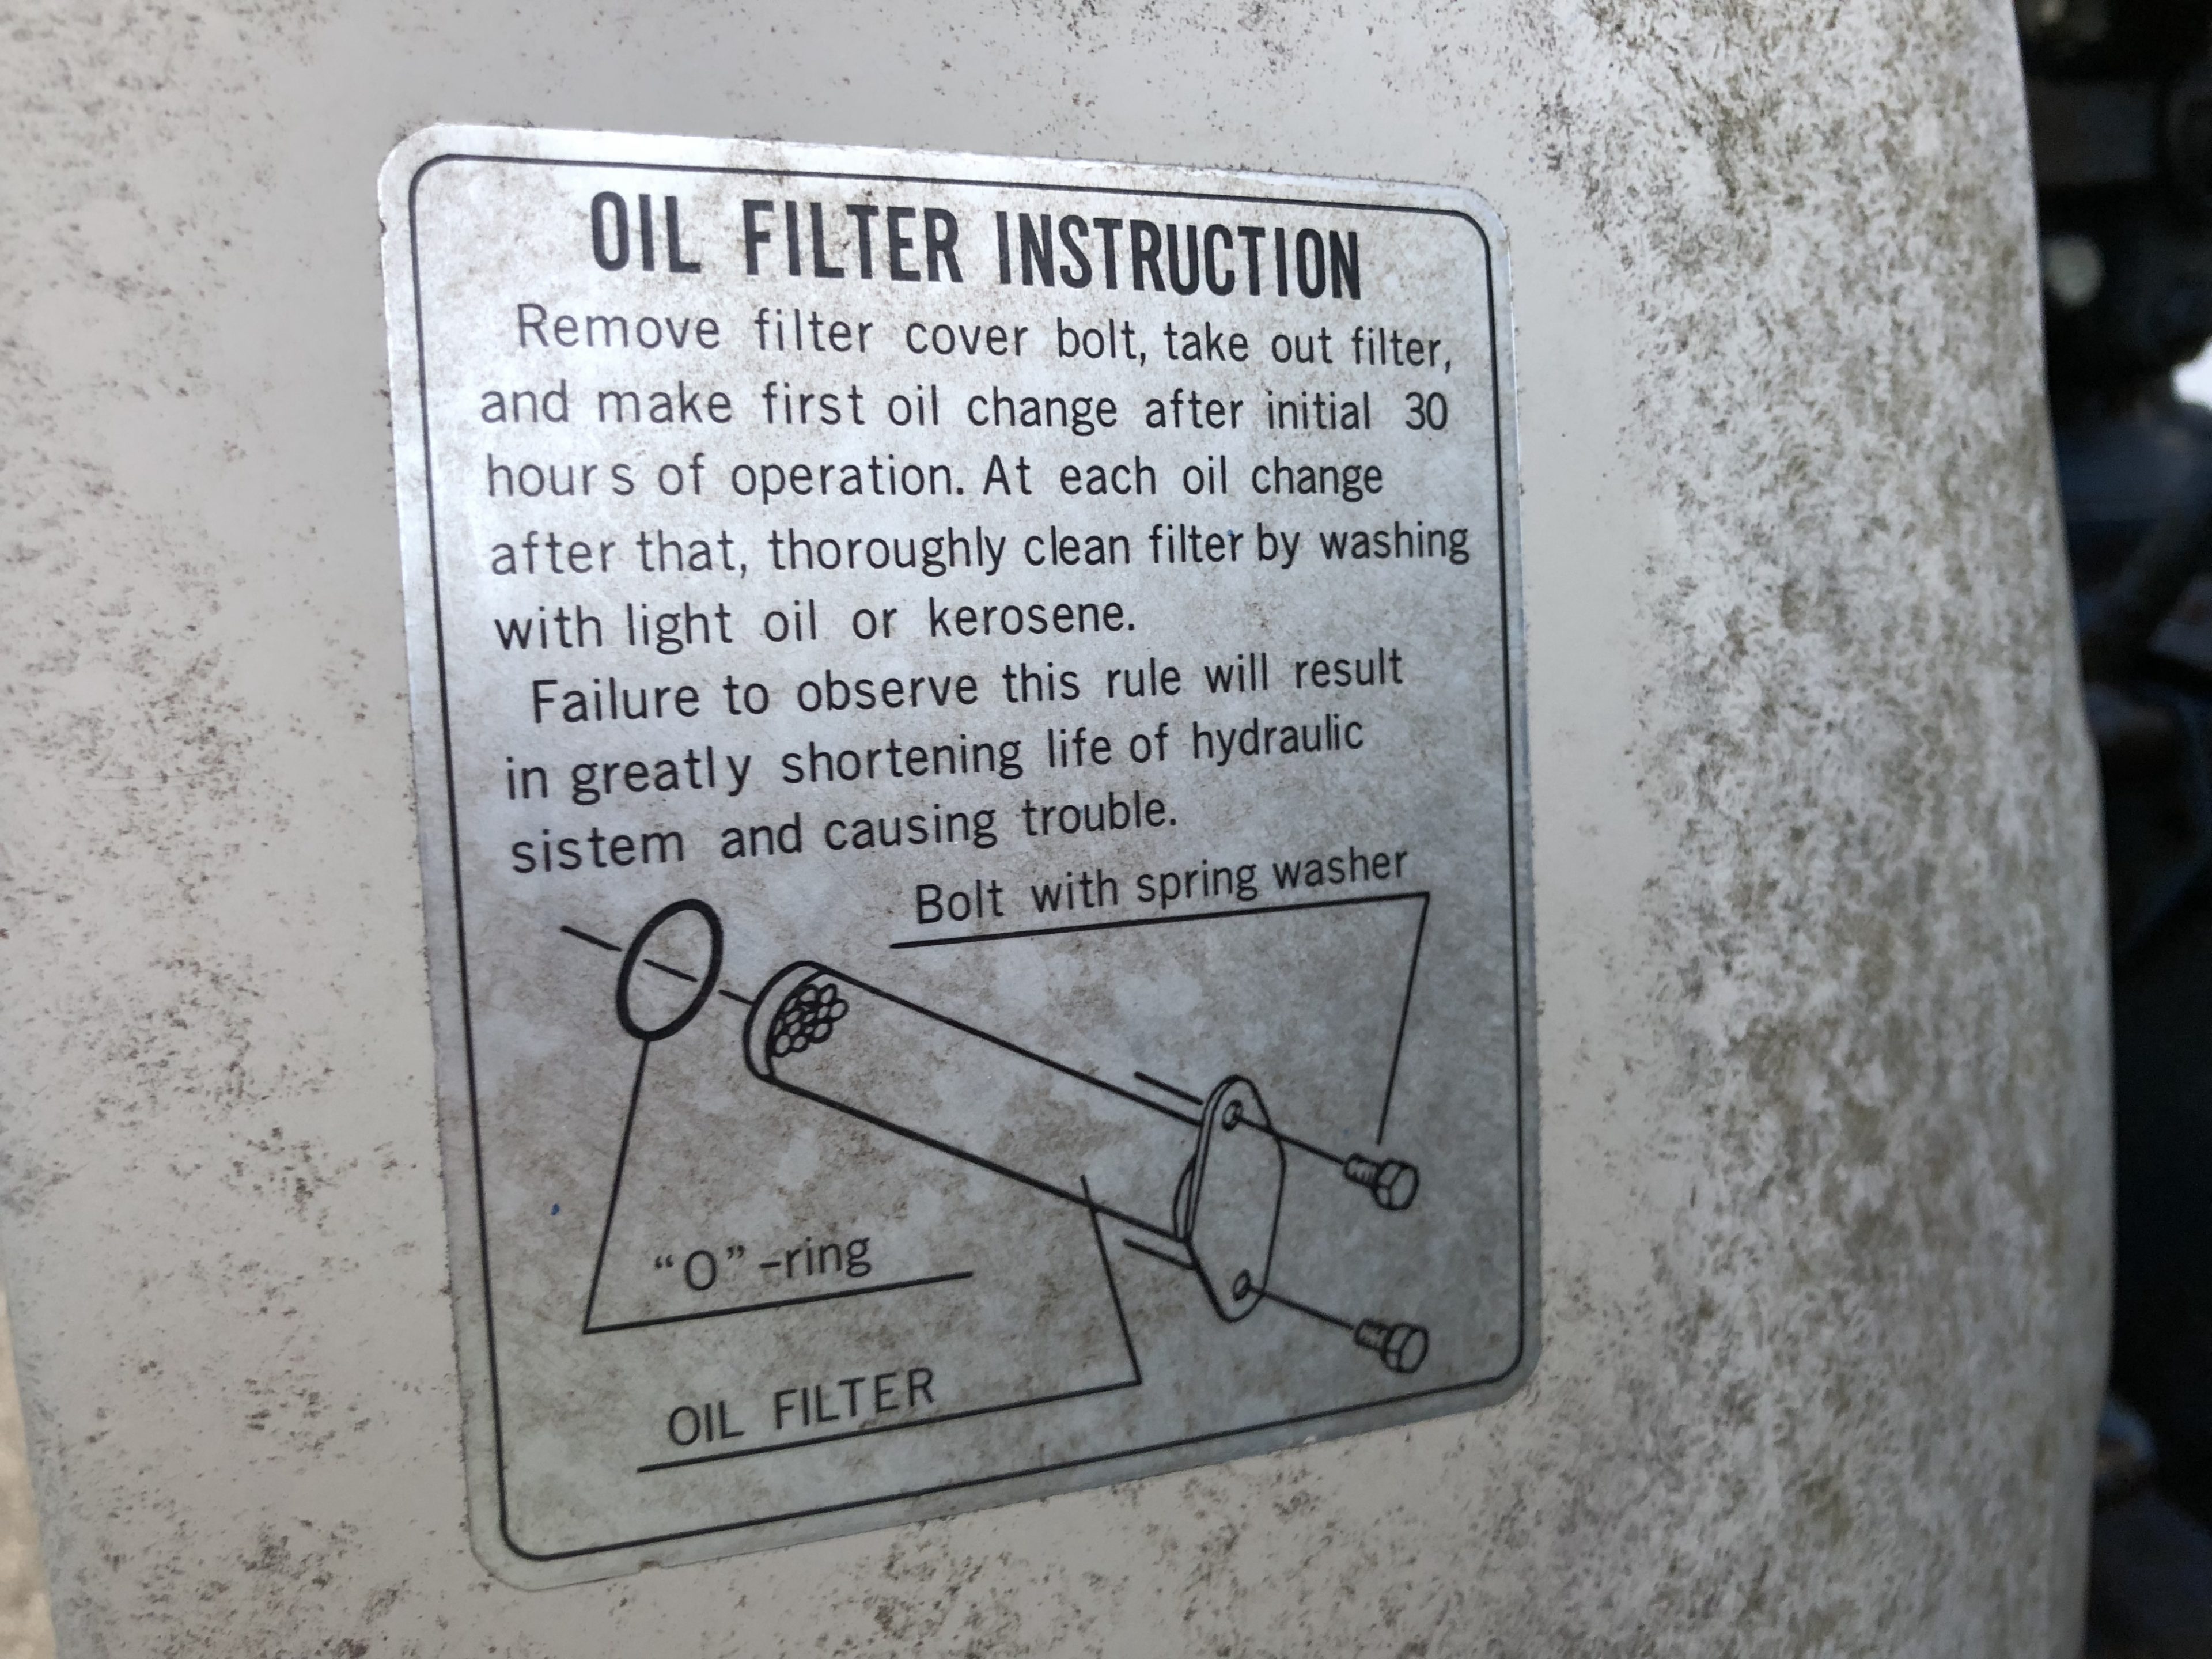 OIL FILTER INSTRUCTION
Remove filter cover bolt, take out filter,
and make first oil change after initial 30
hours of operation. At each oil change
after that, thoroughly clean filter by washing
with light oil or kerosene.
Failure to observe this rule will result
in greatly shortening life of hydraulic
sistem and causing trouble.
Bolt with spring washer
“O”-ring
OIL FILTER